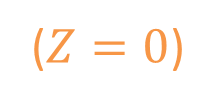 (Z = 0)